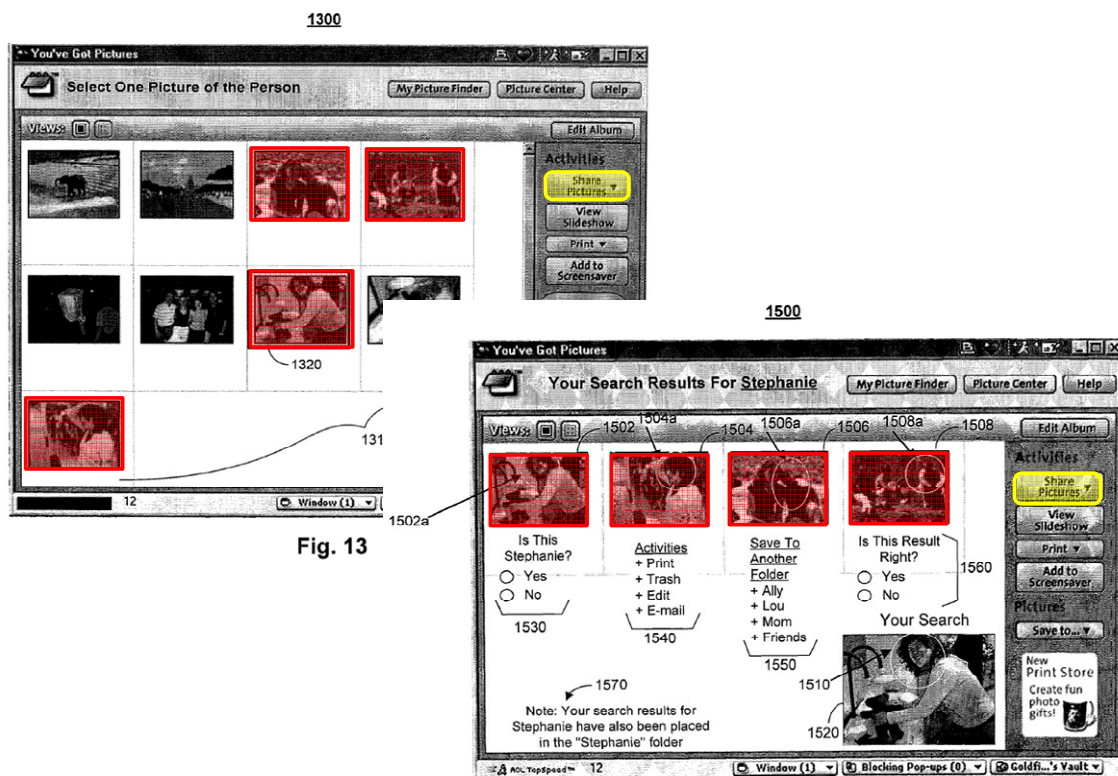 1300
You've Got Pictures
Select One Picture of the Person
My Picture Finder
Picture Center
Help
Views:
Edit Album
Activities
Share
Pictures
View
Slideshow
Print
Add to
Screensaver
1320
131
12
Window (1)
Fig. 13
1500
You've Got Pictures
Your Search Results For Stephanie
My Picture Finder
Picture Center
Help
Views:
1502
1504a
1504
1506a
1506
1508a
1508
Edit Album
Activities
Share
Pictures
View
Slideshow
Print
Add to
Screensaver
Pictures
Save to...
New
Print Store
Create fun
photo
gifts!
1502a
Is This
Stephanie?
Yes
No
1530
Activities
+ Print
+ Trash
+ Edit
+ E-mail
1540
Save To
Another
Folder
+ Ally
+ Lou
+ Mom
+ Friends
1550
Is This Result
Right?
Yes
No
1560
Your Search
1510
1520
1570
Note: Your search results for
Stephanie have also been placed
in the "Stephanie" folder
AOL TopSpeed™
12
Window (1)
Blocking Pop-ups (0)
Goldfi...'s Vault